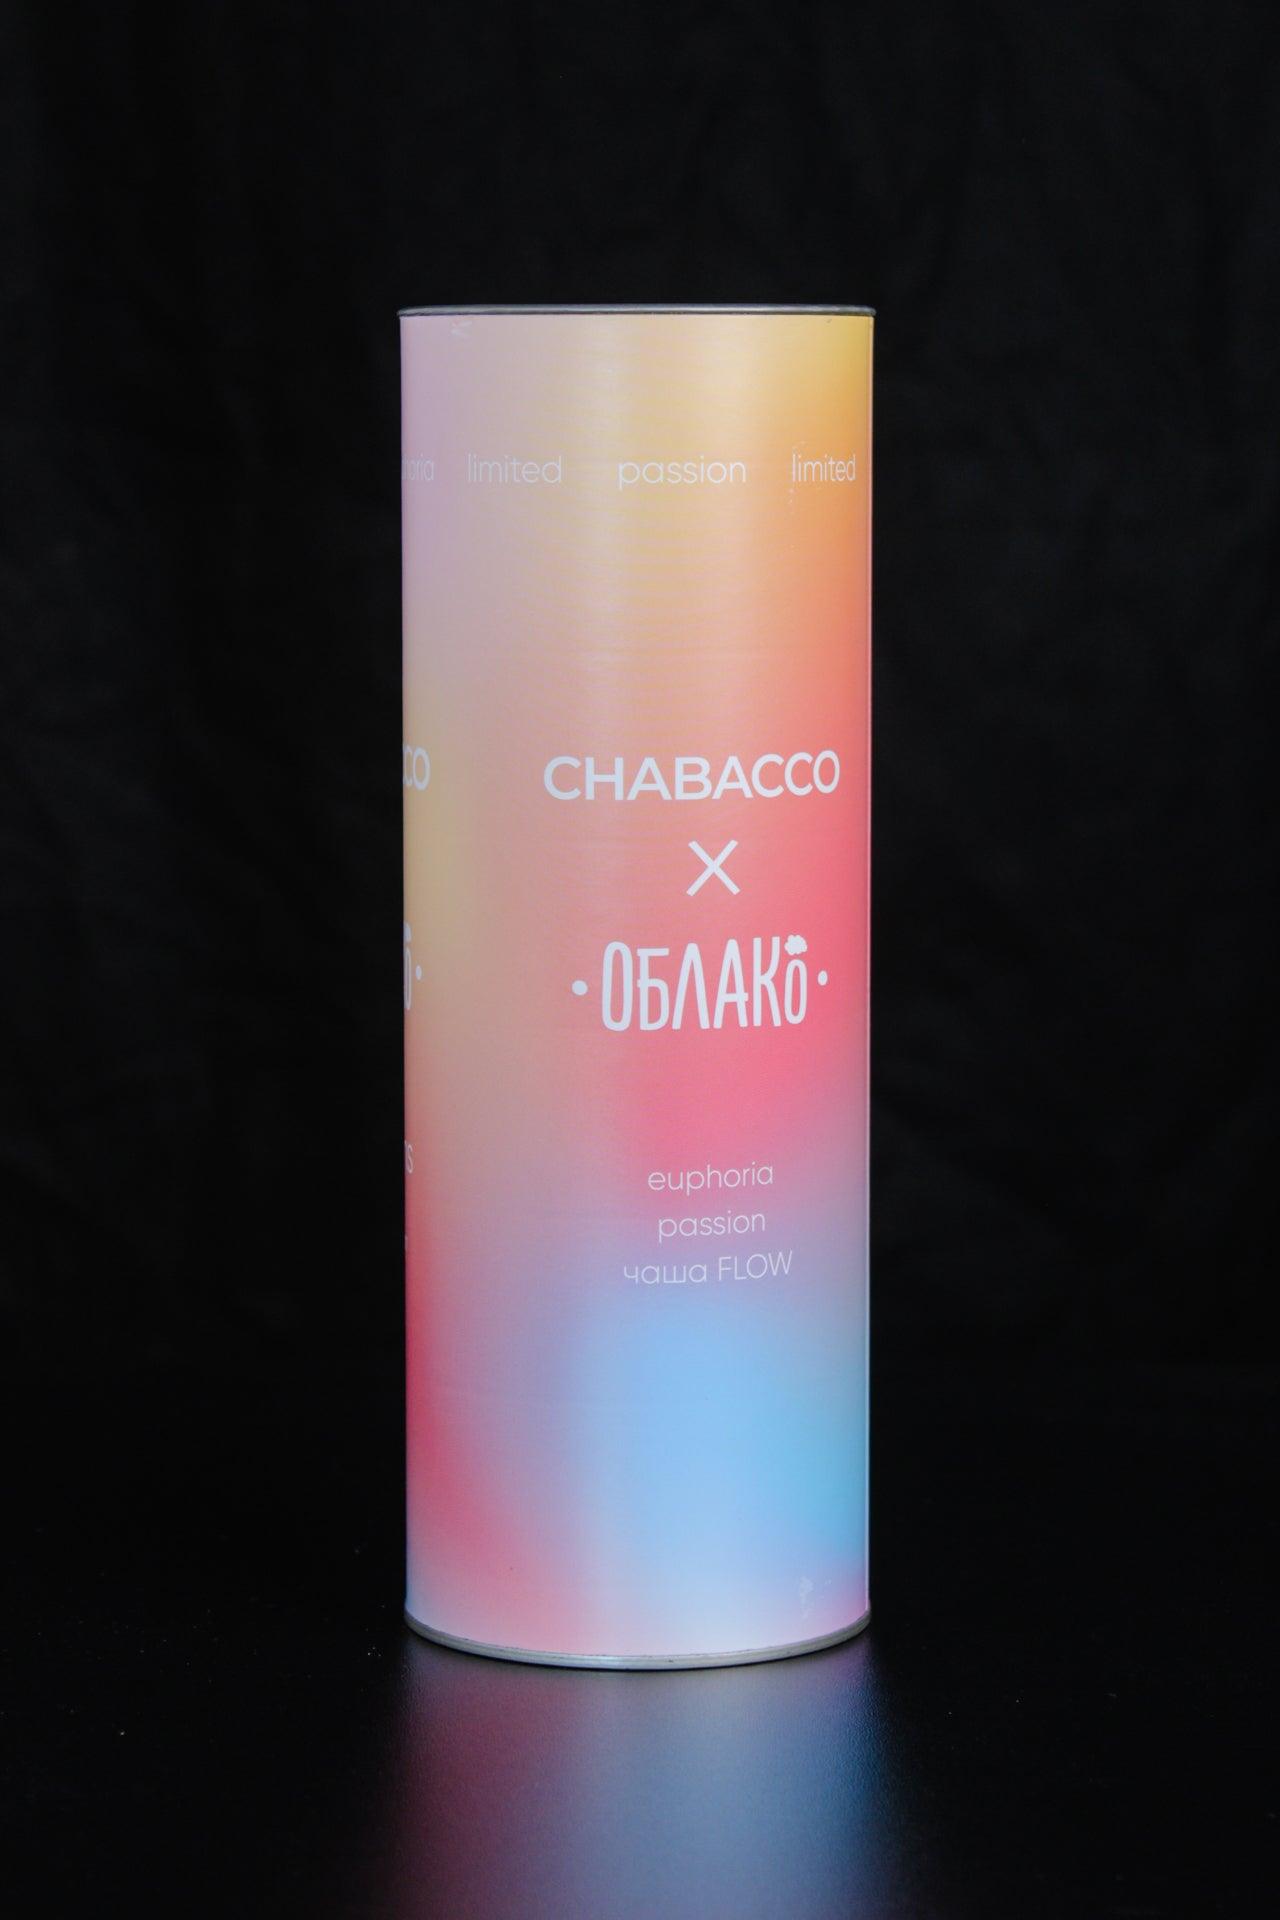 limited passion limited
CHABACCO
X
•ОБЛАКО•
euphoria
passion
чаша FLOW